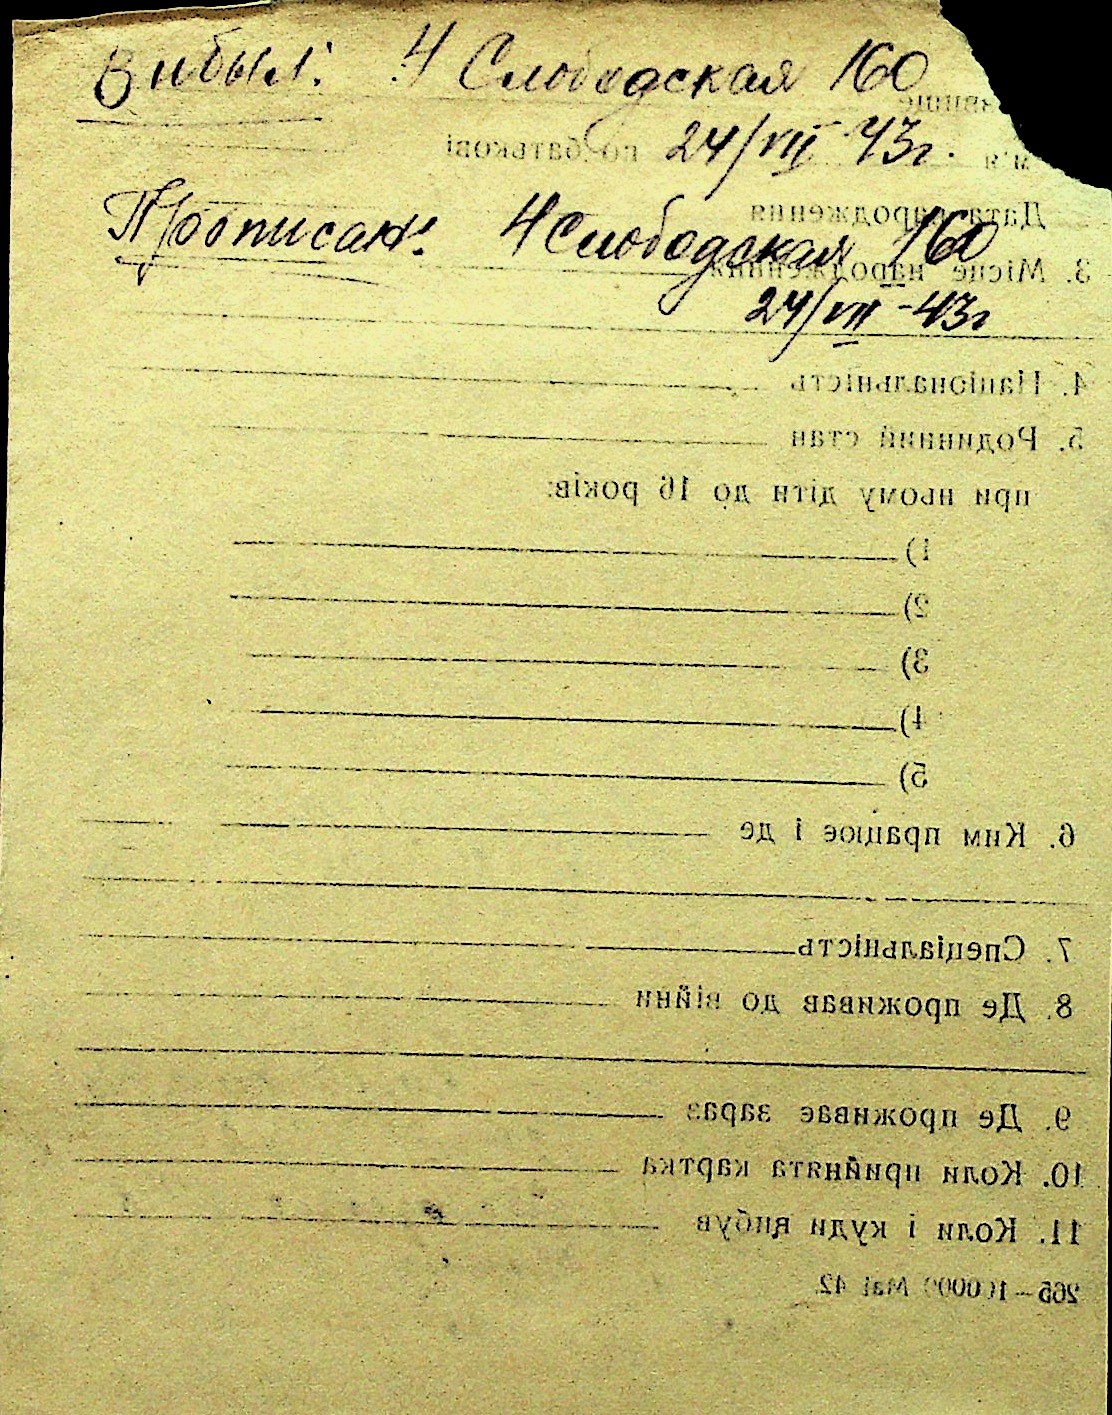 Вибыл: 4 Слободская 160
звище
24/VII 43г.
м'я по батькові
Дата народження
Прописан: 4 Слободская 160
3. Місце народження
24/VII - 43г
4. Національність
5. Родинний стан
при ньому діти до 16 років:
1)
2)
3)
4)
5)
6. Ким працює і де
7. Спеціальність
8. Де проживав до війни
9. Де проживає зараз
10. Коли прийнята картка
11. Коли і куди вибув
265—10000 Mai 42.